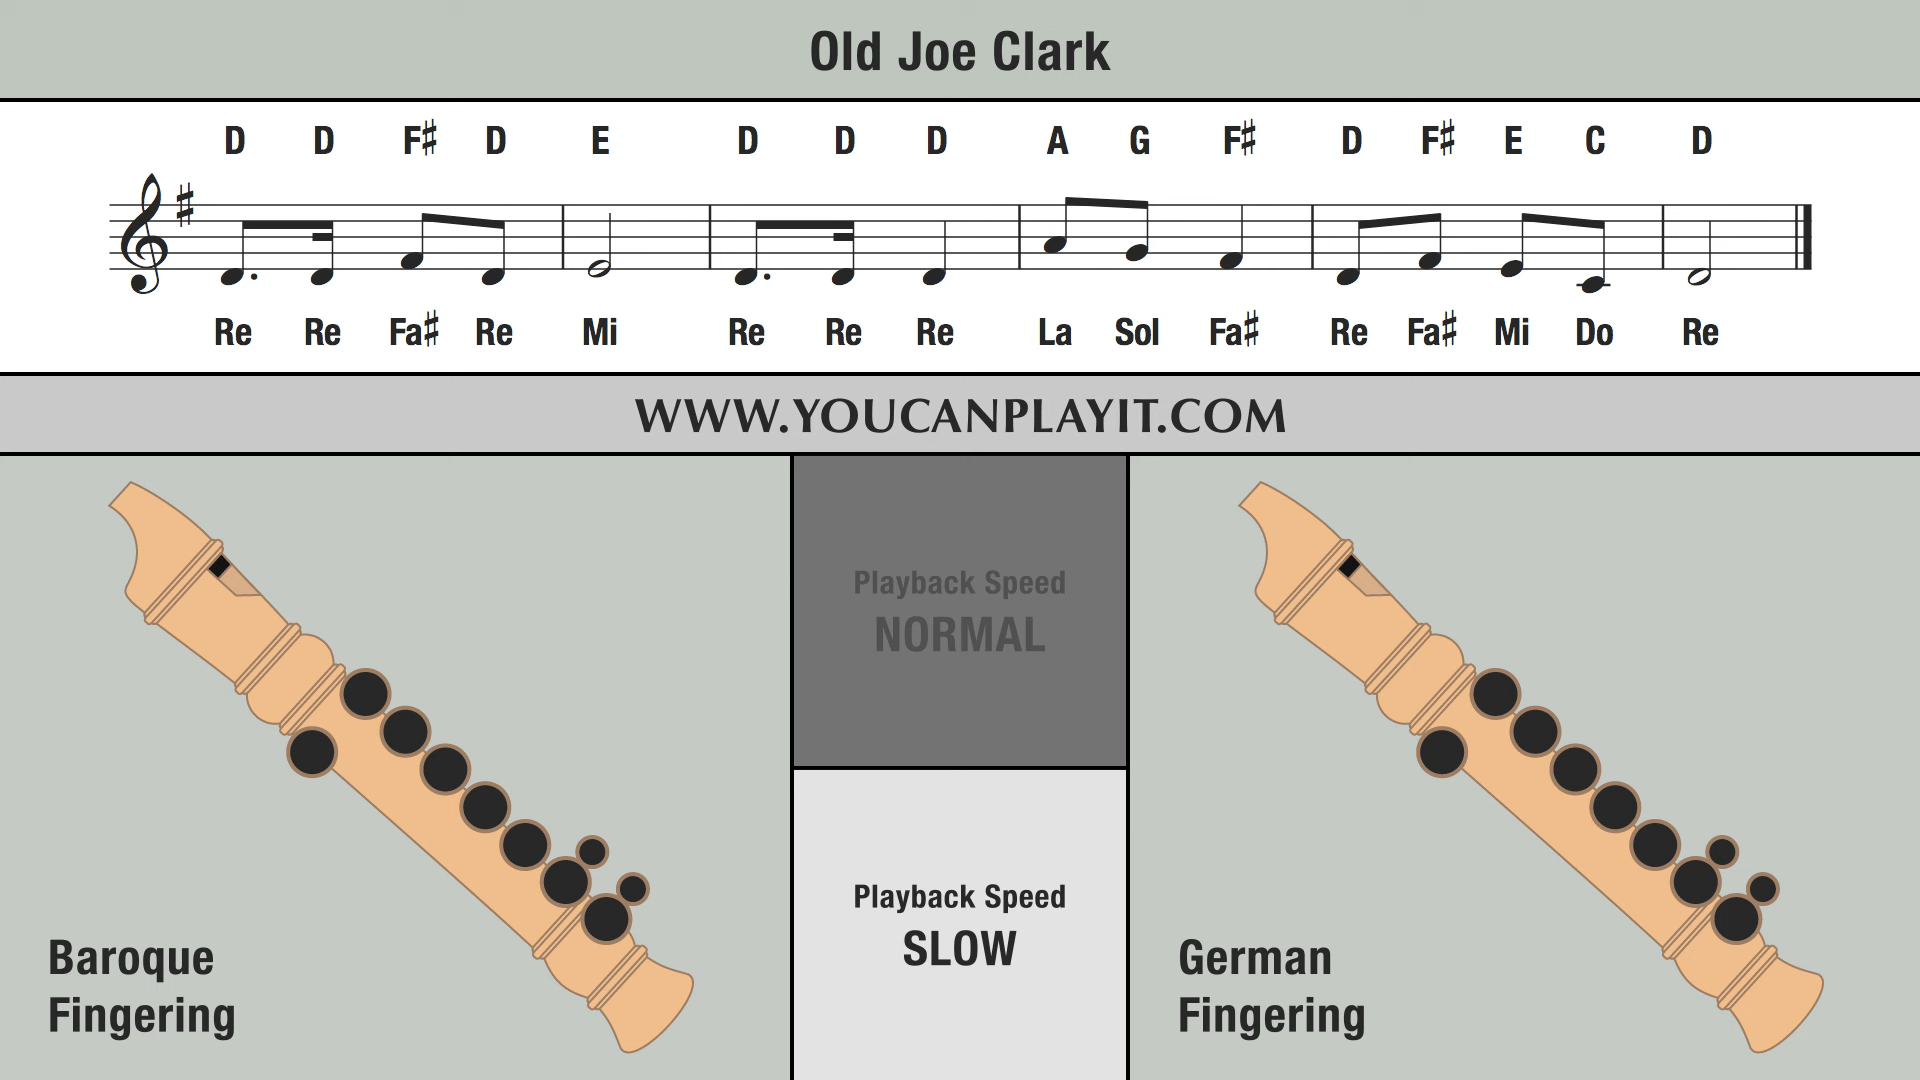 Old Joe Clark
D D F♯ D E D D D A G F♯ D F♯ E C D
Re Re Fa♯ Re Mi Re Re Re La Sol Fa♯ Re Fa♯ Mi Do Re
WWW.YOUCANPLAYIT.COM
Playback Speed
NORMAL
Playback Speed
SLOW
Baroque
Fingering
German
Fingering